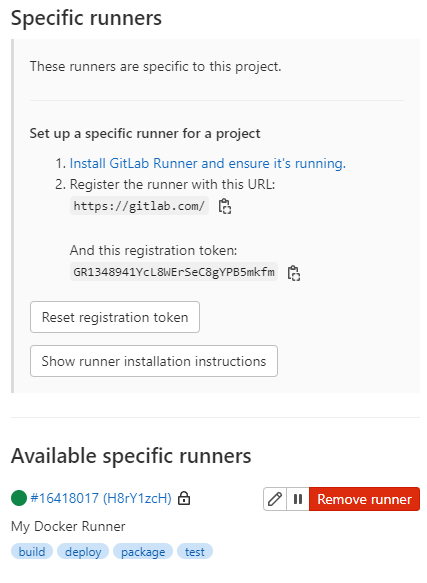 Specific runners
These runners are specific to this project.
Set up a specific runner for a project
1. Install GitLab Runner and ensure it's running.
2. Register the runner with this URL:
https://gitlab.com/
And this registration token:
GR1348941YcL8WErSeC8gYPB5mkfm
Reset registration token
Show runner installation instructions
Available specific runners
#16418017 (H8rY1zcH) Remove runner
My Docker Runner
build deploy package test